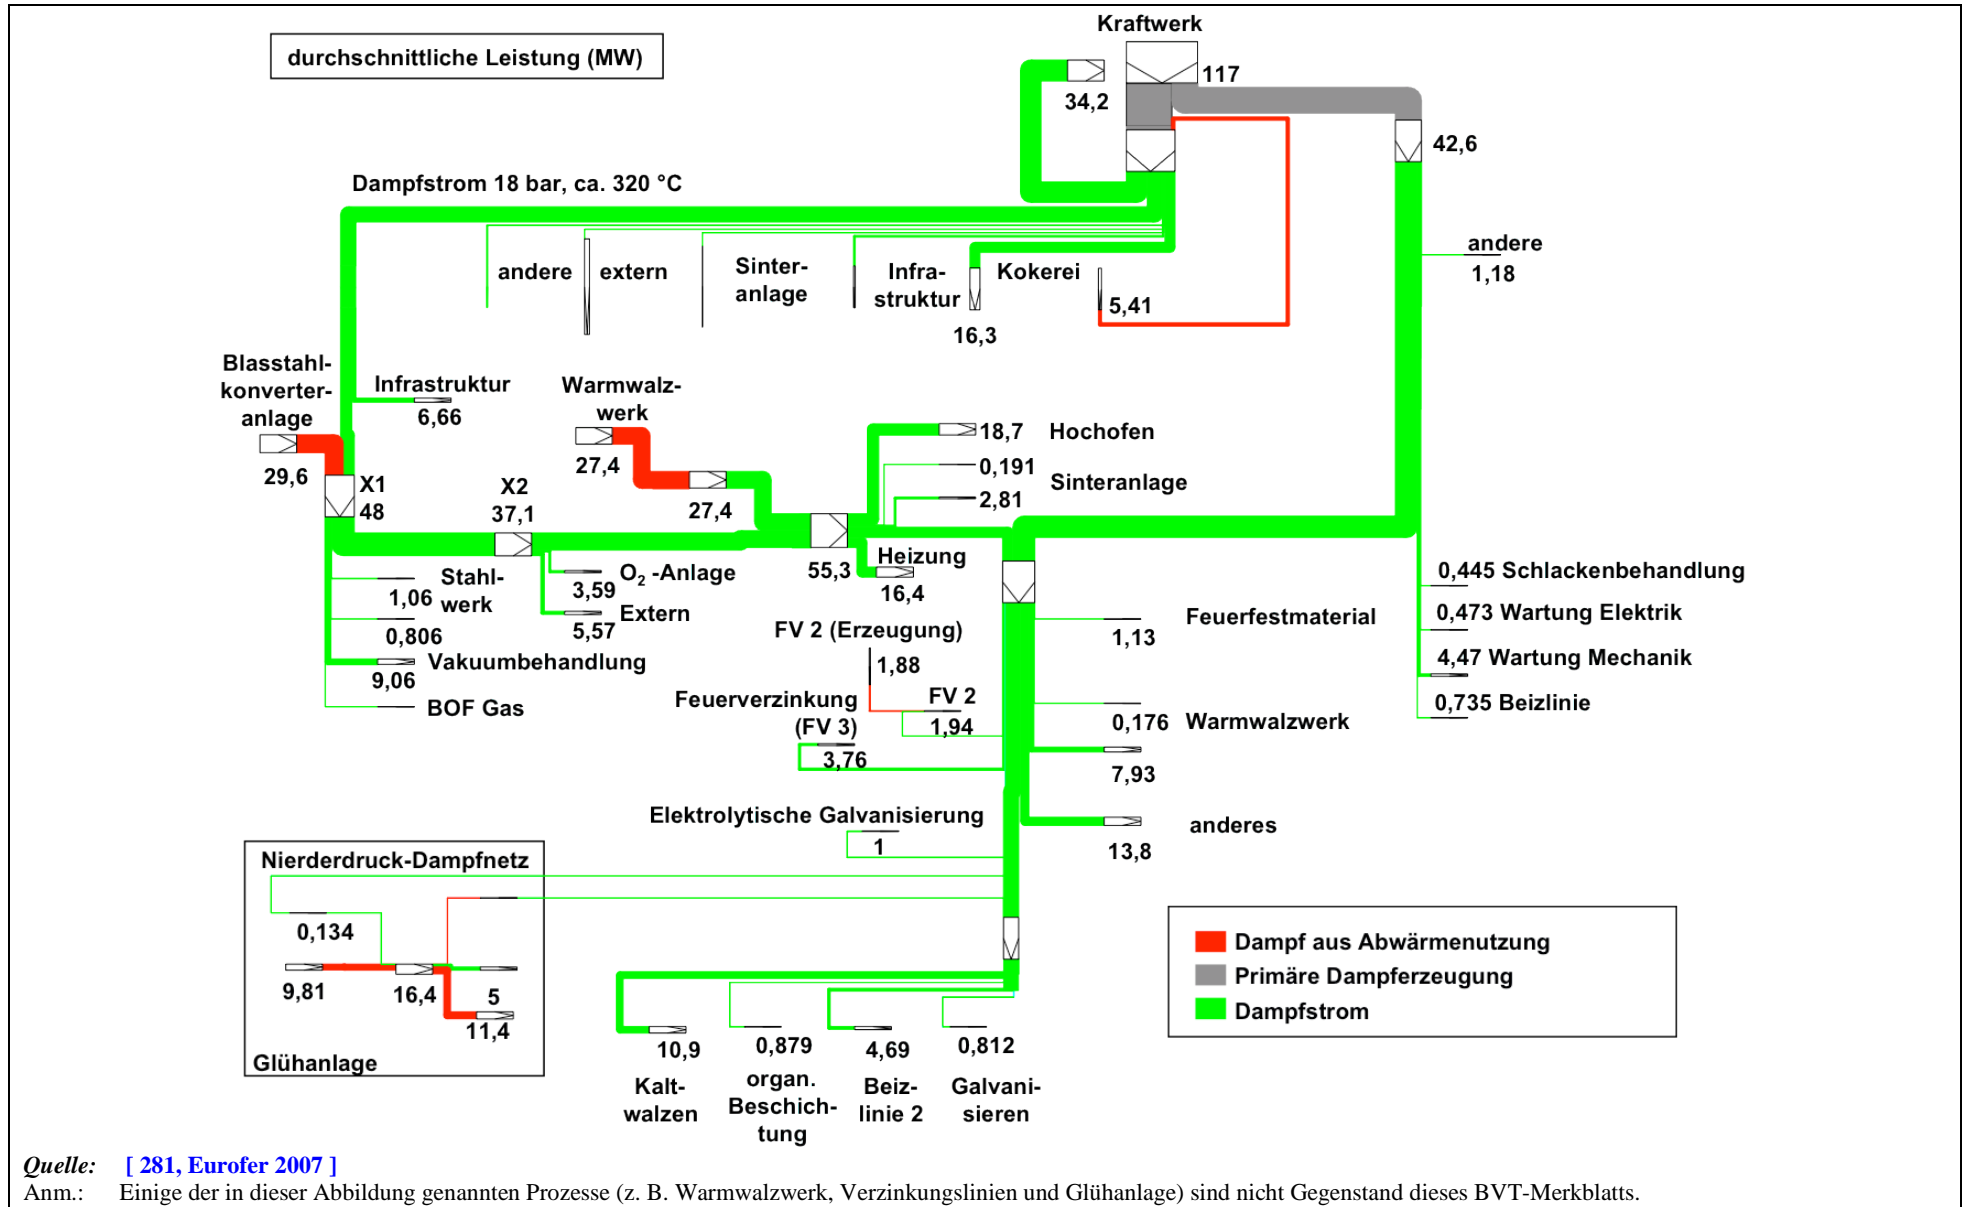 Kraftwerk
durchschnittliche Leistung (MW)
117
34,2
42,6
Dampfstrom 18 bar, ca. 320 °C
andere
1,18
andere
extern
Sinter-
anlage
Infra-
struktur
Kokerei
5,41
16,3
Blasstahl-
konverter-
anlage
29,6
Infrastruktur
6,66
Warmwalz-
werk
27,4
27,4
18,7 Hochofen
0,191
Sinteranlage
2,81
X1
48
X2
37,1
55,3
Heizung
16,4
Stahl-
werk
1,06
0,806
Vakuumbehandlung
9,06
BOF Gas
O2 -Anlage
3,59
Extern
5,57
FV 2 (Erzeugung)
1,88
Feuerverzinkung
(FV 3)
3,76
FV 2
1,94
Feuerfestmaterial
1,13
0,176
Warmwalzwerk
7,93
anderes
13,8
0,445 Schlackenbehandlung
0,473 Wartung Elektrik
4,47 Wartung Mechanik
0,735 Beizlinie
Elektrolytische Galvanisierung
1
Nierderdruck-Dampfnetz
0,134
9,81
16,4
5
11,4
Glühanlage
10,9
Kalt-
walzen
0,879
organ.
Beschich-
tung
4,69
Beiz-
linie 2
0,812
Galvani-
sieren
Dampf aus Abwärmenutzung
Primäre Dampferzeugung
Dampfstrom
Quelle: [ 281, Eurofer 2007 ]
Anm.: Einige der in dieser Abbildung genannten Prozesse (z. B. Warmwalzwerk, Verzinkungslinien und Glühanlage) sind nicht Gegenstand dieses BVT-Merkblatts.